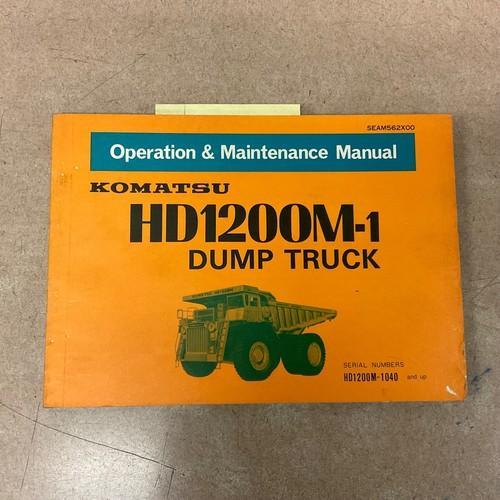 SEAM562X00
Operation & Maintenance Manual
KOMATSU
HD1200M-1
DUMP TRUCK
SERIAL NUMBERS
HD1200M-1040 and up